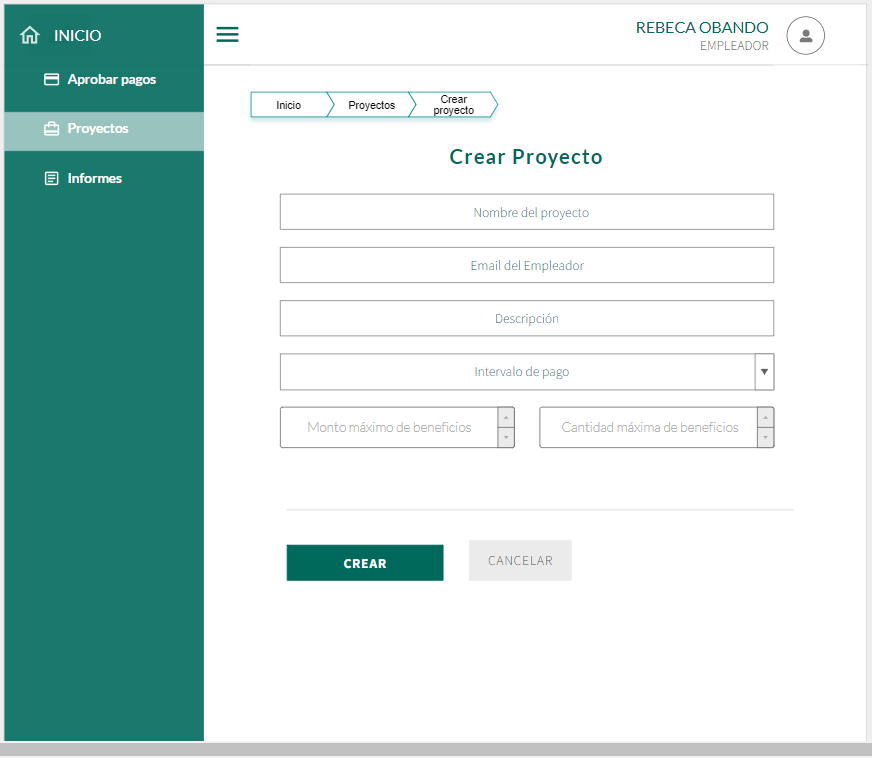 INICIO
Aprobar pagos
Proyectos
Informes
REBECA OBANDO
EMPLEADOR
Inicio
Proyectos
Crear
proyecto
Crear Proyecto
Nombre del proyecto
Email del Empleador
Descripción
Intervalo de pago
Monto máximo de beneficios
Cantidad máxima de beneficios
CREAR
CANCELAR